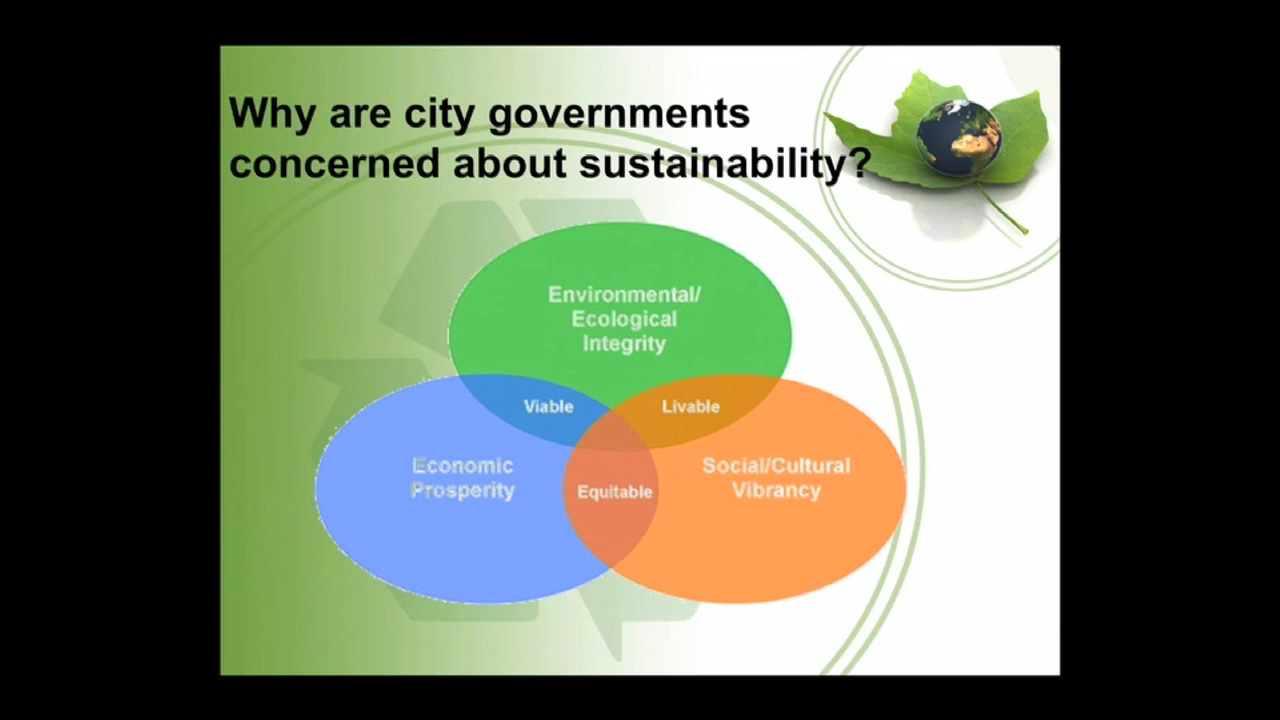 Why are city governments
concerned about sustainability?
Environmental/
Ecological
Integrity
Viable
Livable
Economic
Prosperity
Social/Cultural
Vibrancy
Equitable